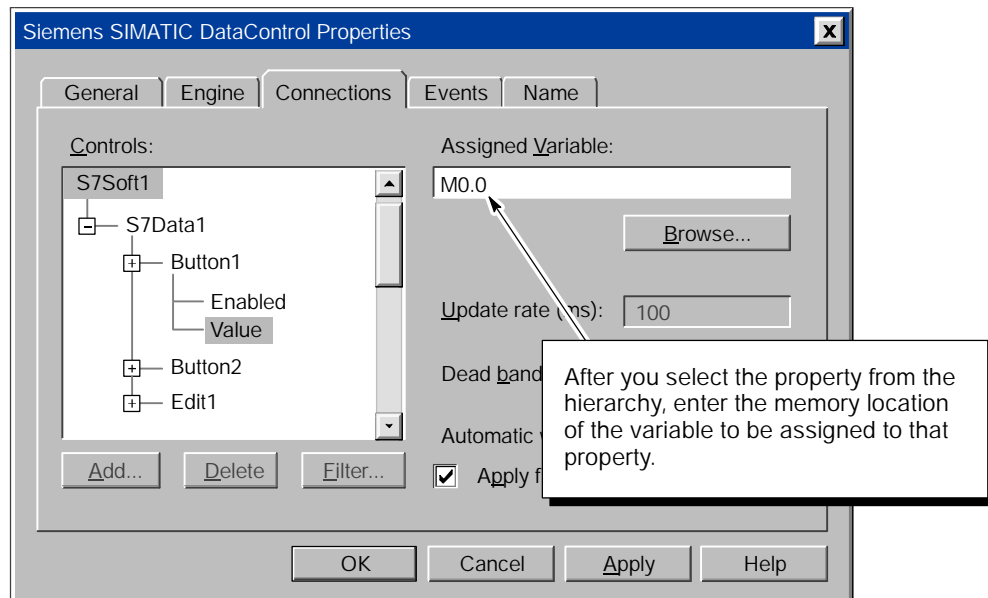 Siemens SIMATIC DataControl Properties
X
General Engine Connections Events Name
Controls:
S7Soft1
S7Data1
Button1
Enabled
Value
Button2
Edit1
Add... Delete Filter...
Assigned Variable:
M0.0
Browse...
Update rate (ms): 100
Dead band
Automatic
Apply f
After you select the property from the
hierarchy, enter the memory location
of the variable to be assigned to that
property.
OK Cancel Apply Help